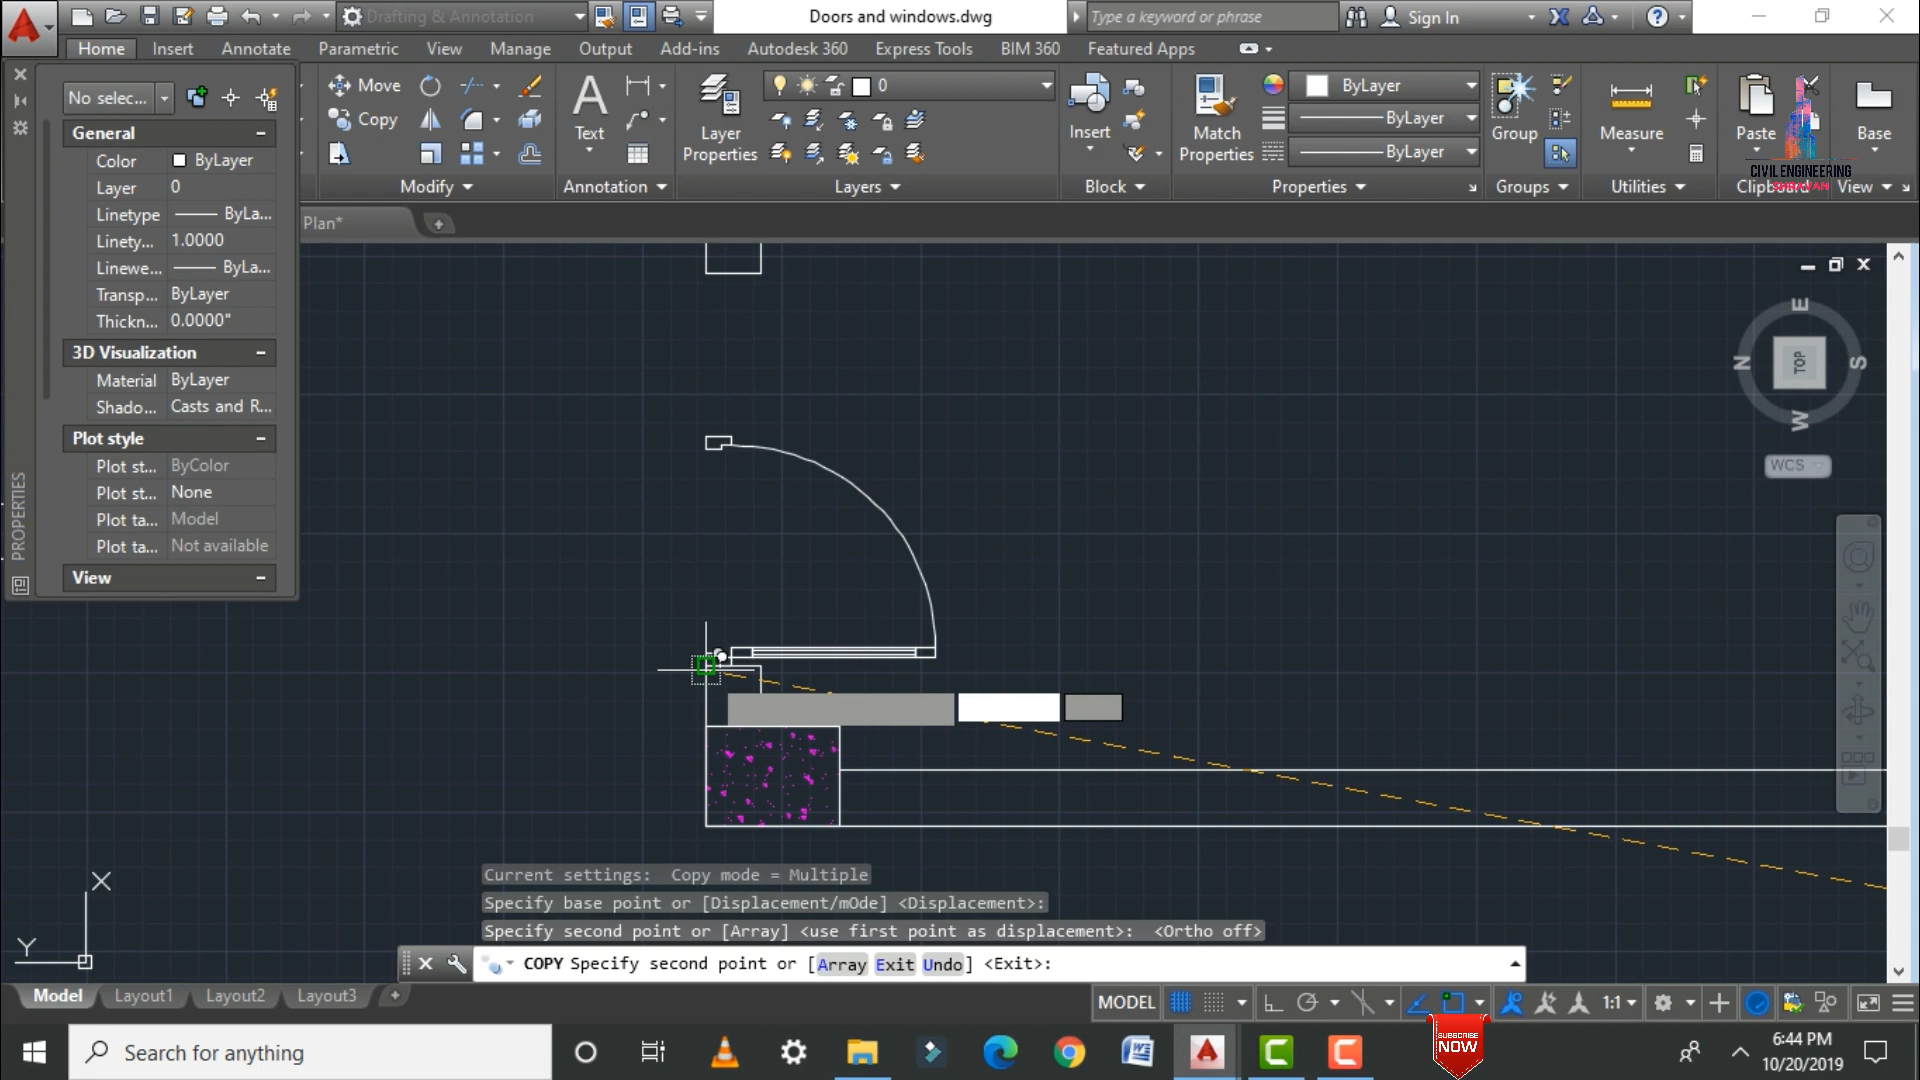 Drafting & Annotation
Doors and windows.dwg
Type a keyword or phrase
Sign In
Home Insert Annotate Parametric View Manage Output Add-ins Autodesk 360 Express Tools BIM 360 Featured Apps
No selec...
Move
Copy
Text
Layer Properties
0
Insert
Match Properties
ByLayer
ByLayer
ByLayer
Group
Measure
Paste
Base
CIVIL ENGINEERING
SHRAVAN
Modify Annotation Layers Block Properties Groups Utilities Clipboard View
Plan*
General
Color ByLayer
Layer 0
Linetype ByLa...
Linety... 1.0000
Linewe... ByLa...
Transp... ByLayer
Thickn... 0.0000"
3D Visualization
Material ByLayer
Shado... Casts and R...
Plot style
Plot st... ByColor
Plot st... None
Plot ta... Model
Plot ta... Not available
View
PROPERTIES
E
N TOP S
W
WCS
X
Y
Current settings: Copy mode = Multiple
Specify base point or [Displacement/mOde] <Displacement>:
Specify second point or [Array] <use first point as displacement>: <Ortho off>
COPY Specify second point or [Array Exit Undo] <Exit>:
Model Layout1 Layout2 Layout3
MODEL
1:1
SUBSCRIBE
NOW
Search for anything
6:44 PM
10/20/2019